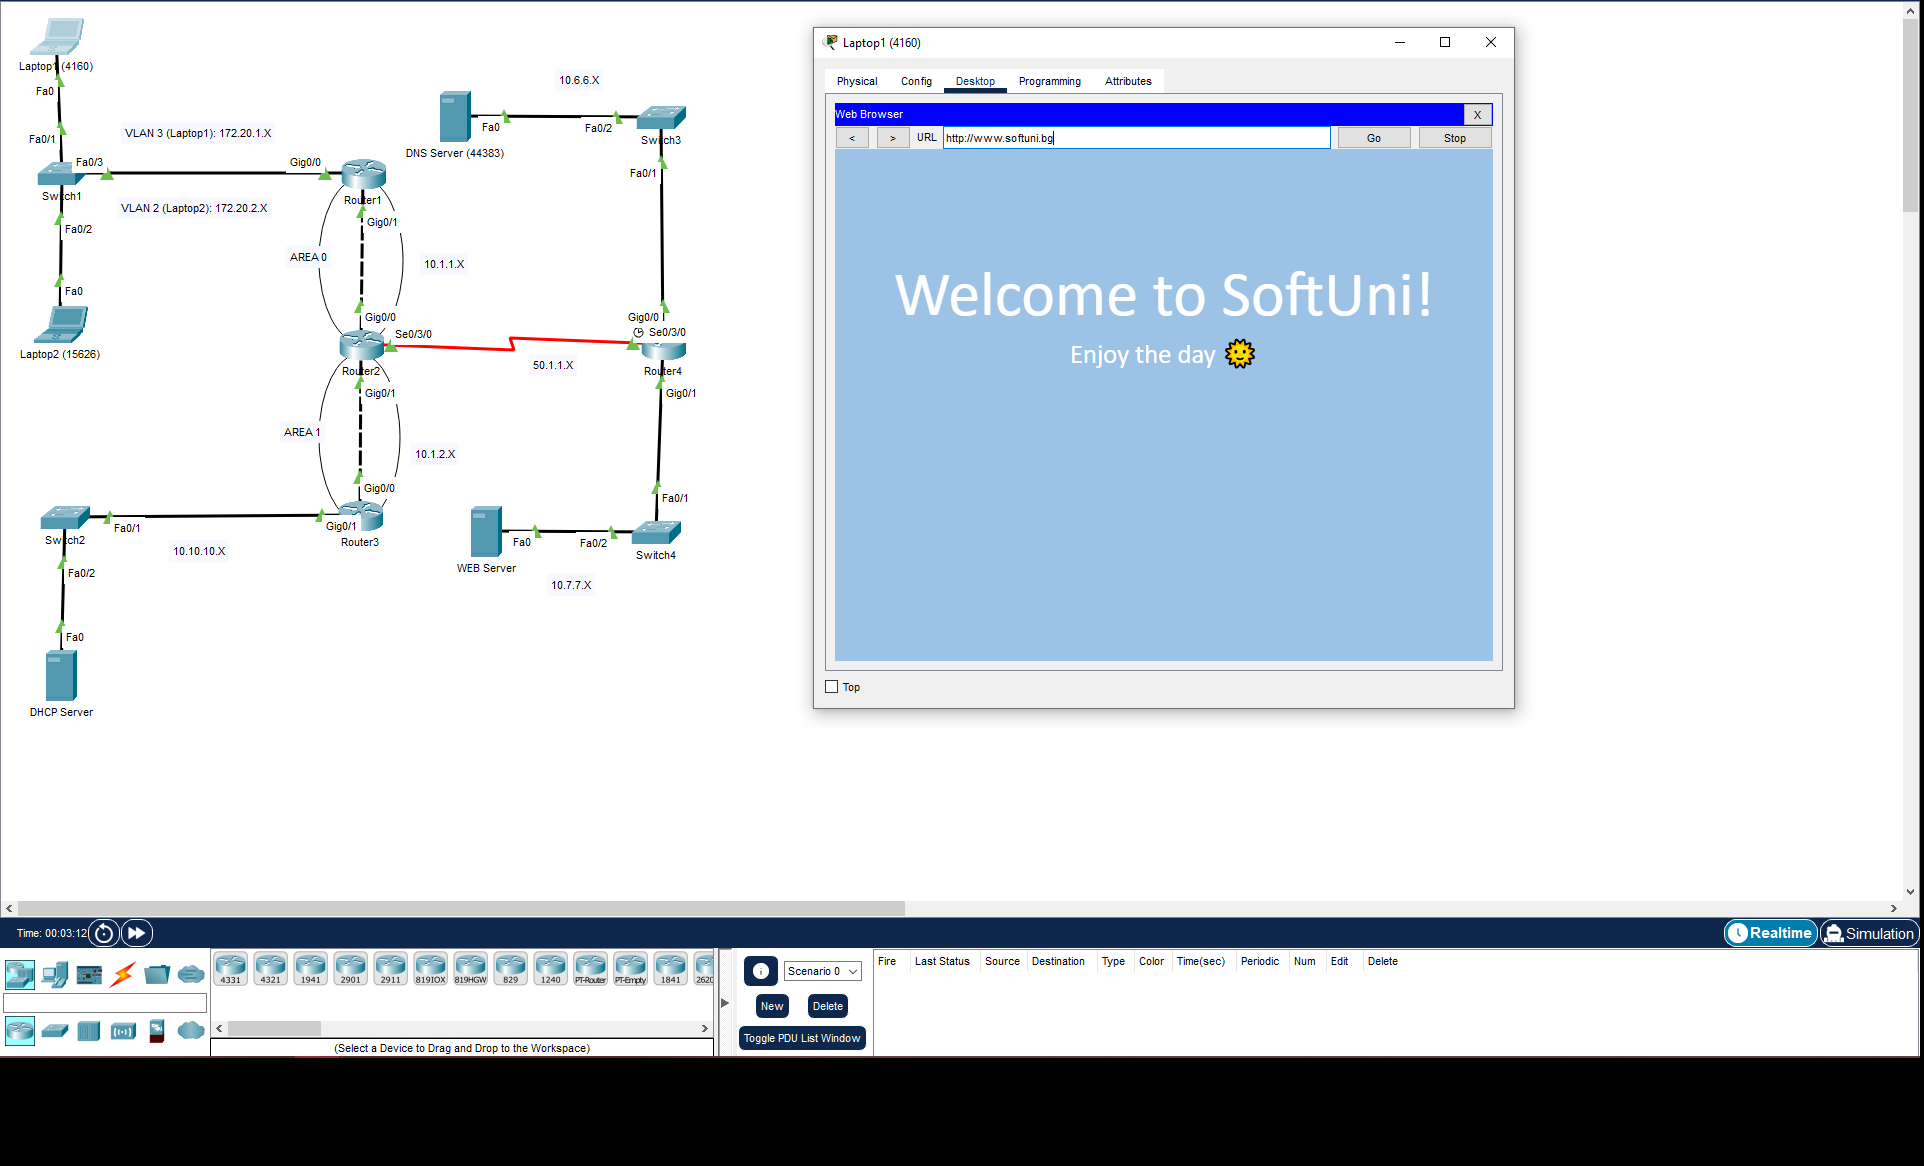 Laptop1 (4160)
Fa0
Fa0/1
VLAN 3 (Laptop1): 172.20.1.X
Fa0/3
Gig0/0
Switch1
VLAN 2 (Laptop2): 172.20.2.X
Router1
Fa0/2
Gig0/1
AREA 0
10.1.1.X
Fa0
Gig0/0
Laptop2 (15626)
Se0/3/0
Router2
50.1.1.X
10.6.6.X
Fa0
Fa0/2
DNS Server (44383)
Switch3
Fa0/1
Gig0/0
Se0/3/0
Router4
Gig0/1
Gig0/1
AREA 1
10.1.2.X
Gig0/0
Fa0/1
Gig0/1
Router3
Switch2
10.10.10.X
Fa0/2
Fa0
DHCP Server
Fa0/1
Fa0
Fa0/2
WEB Server
Switch4
10.7.7.X
Laptop1 (4160)
Physical Config Desktop Programming Attributes
Web Browser X
< > URL http://www.softuni.bg Go Stop
Welcome to SoftUni!
Enjoy the day
Top
Time: 00:03:12
Realtime Simulation
4331 4321 1941 2901 2911 819IOX 819HGW 829 1240 PT-Router PT-Empty 1841 2620
(Select a Device to Drag and Drop to the Workspace)
Scenario 0
New Delete
Toggle PDU List Window
Fire Last Status Source Destination Type Color Time(sec) Periodic Num Edit Delete